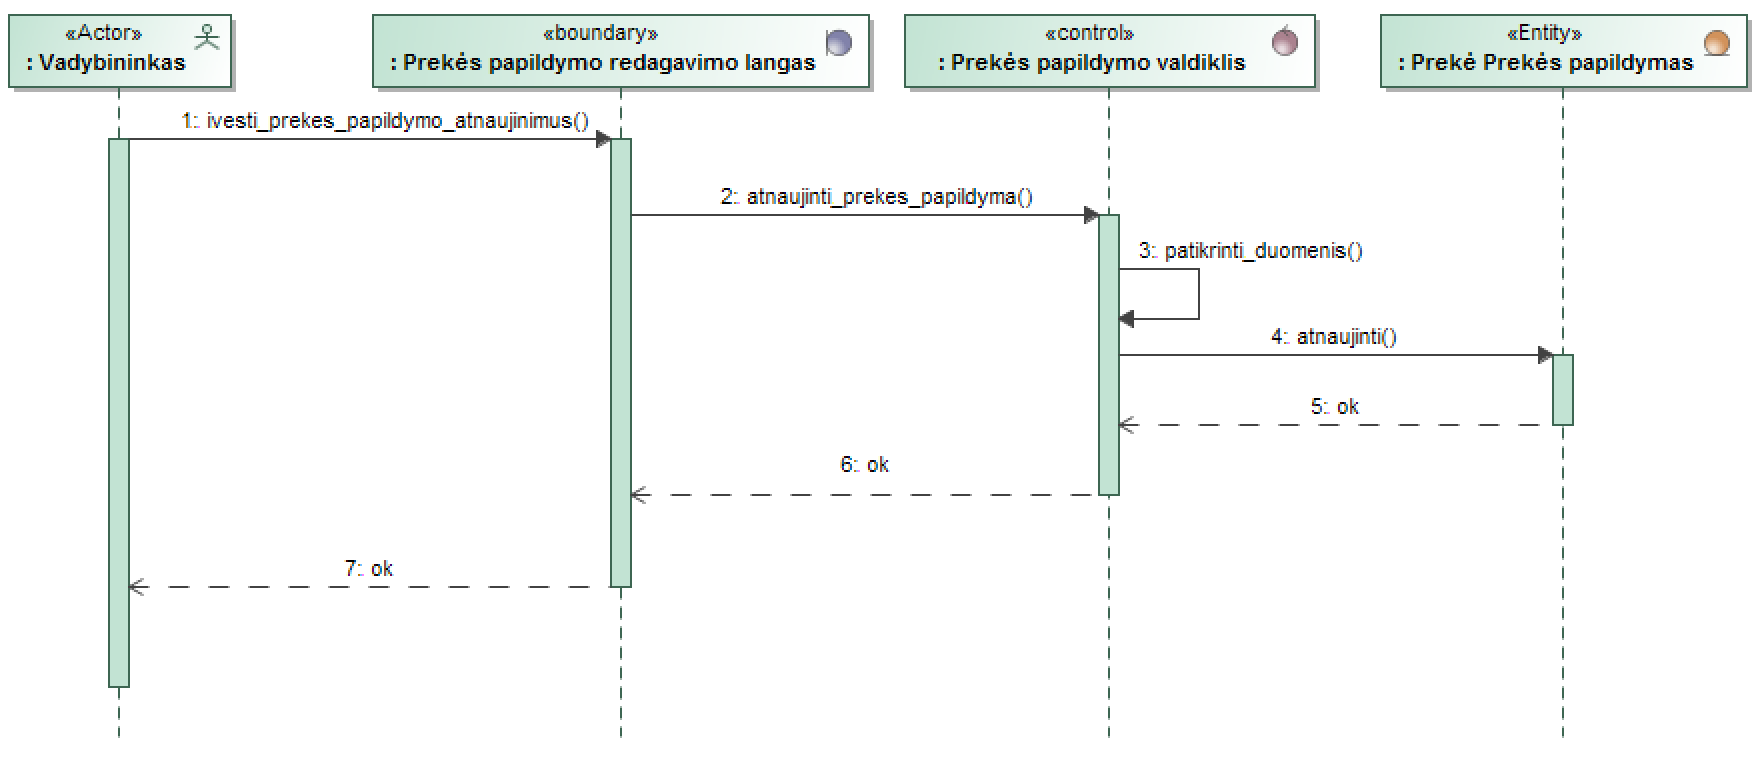 «Actor»
: Vadybininkas
«boundary»
: Prekės papildymo redagavimo langas
«control»
: Prekės papildymo valdiklis
«Entity»
: Prekė Prekės papildymas
1: ivesti_prekes_papildymo_atnaujinimus()
2: atnaujinti_prekes_papildyma()
3: patikrinti_duomenis()
4: atnaujinti()
5: ok
6: ok
7: ok